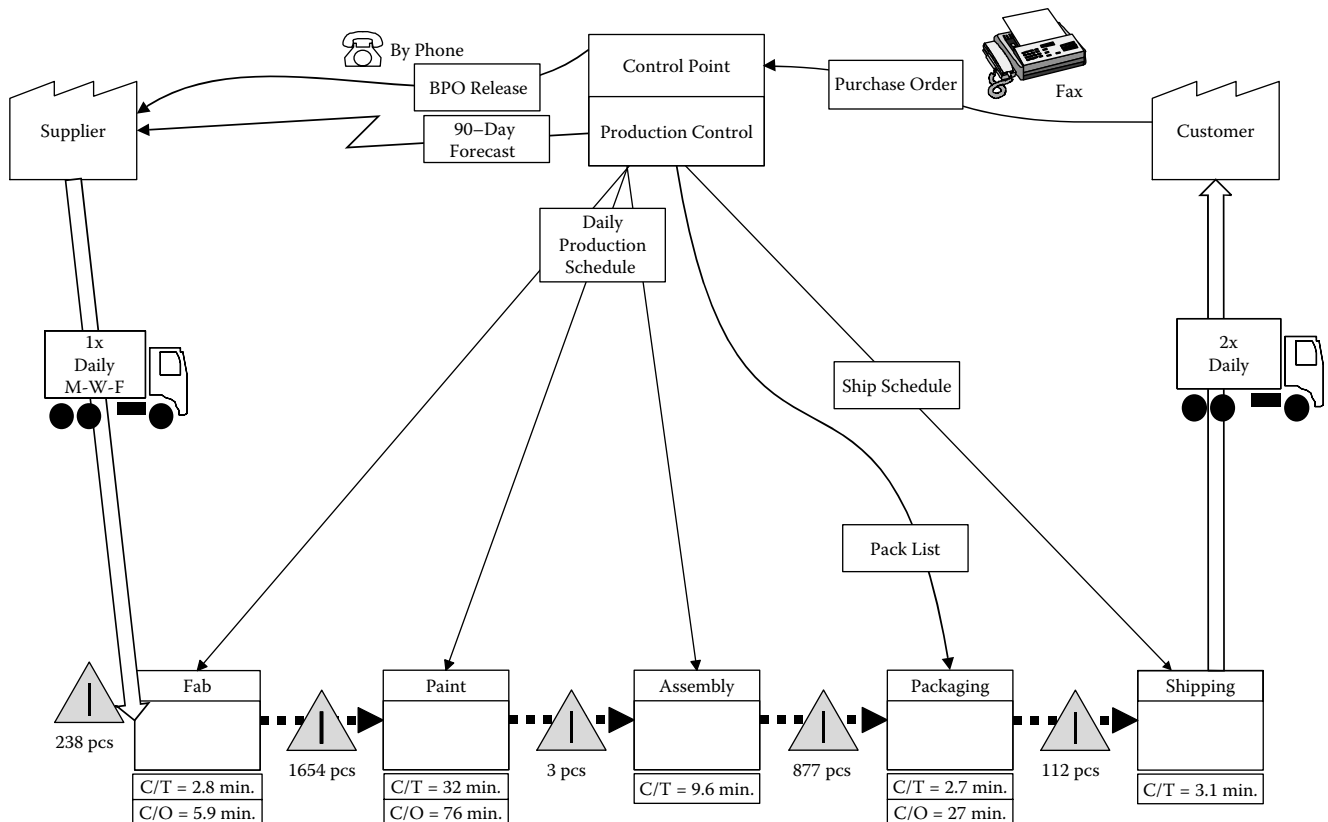 By Phone
Control Point
BPO Release
Purchase Order
Fax
Supplier
90–Day
Forecast
Production Control
Customer
Daily
Production
Schedule
1x
Daily
M-W-F
2x
Daily
Ship Schedule
Pack List
Fab
Paint
Assembly
Packaging
Shipping
238 pcs
1654 pcs
3 pcs
877 pcs
112 pcs
C/T = 2.8 min.
C/O = 5.9 min.
C/T = 32 min.
C/O = 76 min.
C/T = 9.6 min.
C/T = 2.7 min.
C/O = 27 min.
C/T = 3.1 min.